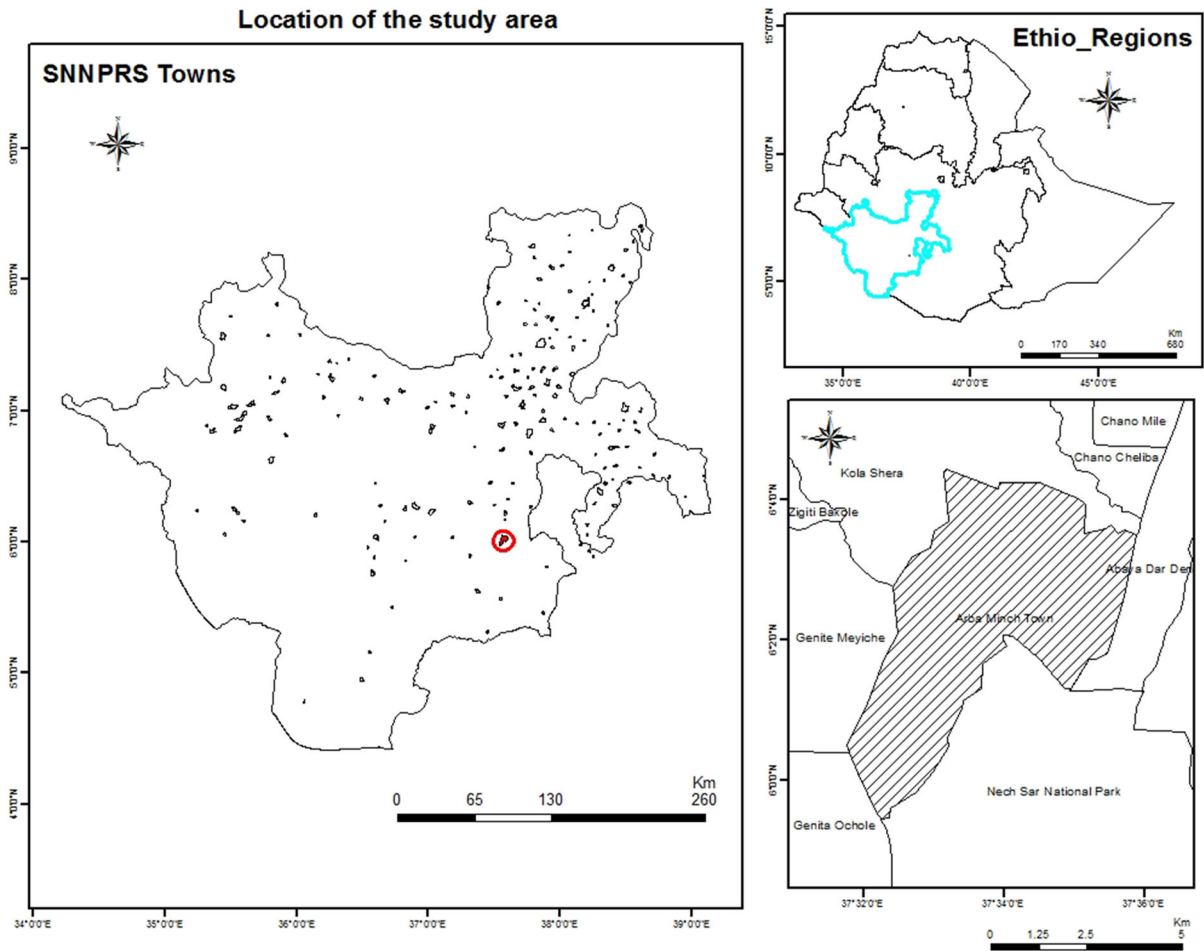 Location of the study area
SNNPRS Towns
9°0'0"N
8°0'0"N
7°0'0"N
6°0'0"N
5°0'0"N
4°0'0"N
34°0'0"E
35°0'0"E
36°0'0"E
37°0'0"E
38°0'0"E
39°0'0"E
Km
0 65 130 260
Ethio_Regions
15°0'0"N
10°0'0"N
5°0'0"N
35°0'0"E
40°0'0"E
45°0'0"E
Km
0 170 340 680
Chano Mile
Chano Cheliba
Kola Shera
Zigiti Bakole
Abaya Dar Den
Arba Minch Town
Genite Meyiche
Nech Sar National Park
Genita Ochole
6°4'0"N
6°2'0"N
6°0'0"N
37°32'0"E
37°34'0"E
37°36'0"E
Km
0 1.25 2.5 5